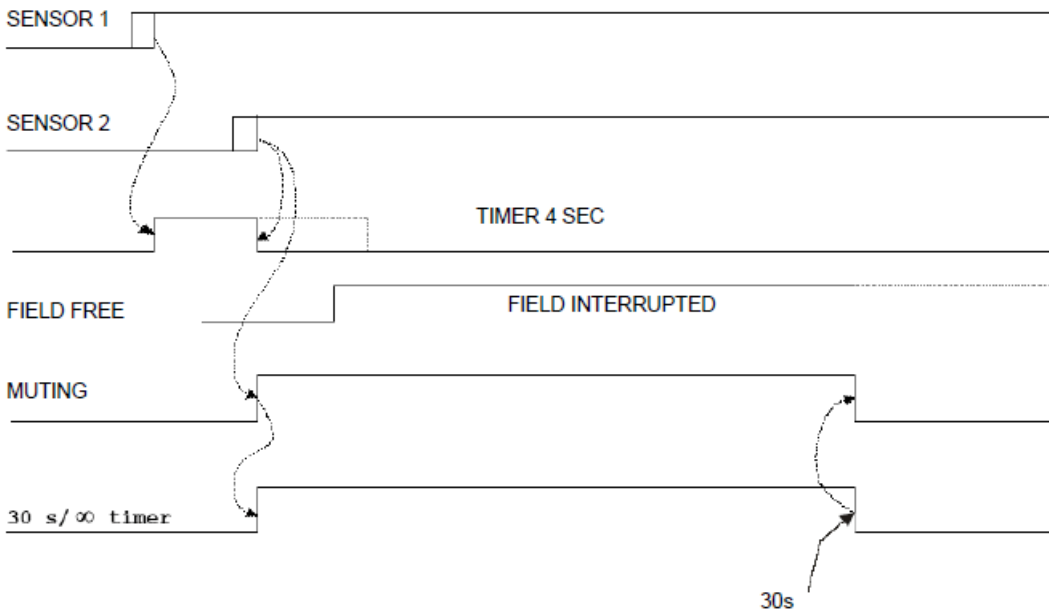 SENSOR 1
SENSOR 2
TIMER 4 SEC
FIELD FREE
FIELD INTERRUPTED
MUTING
30 s/∞ timer
30s